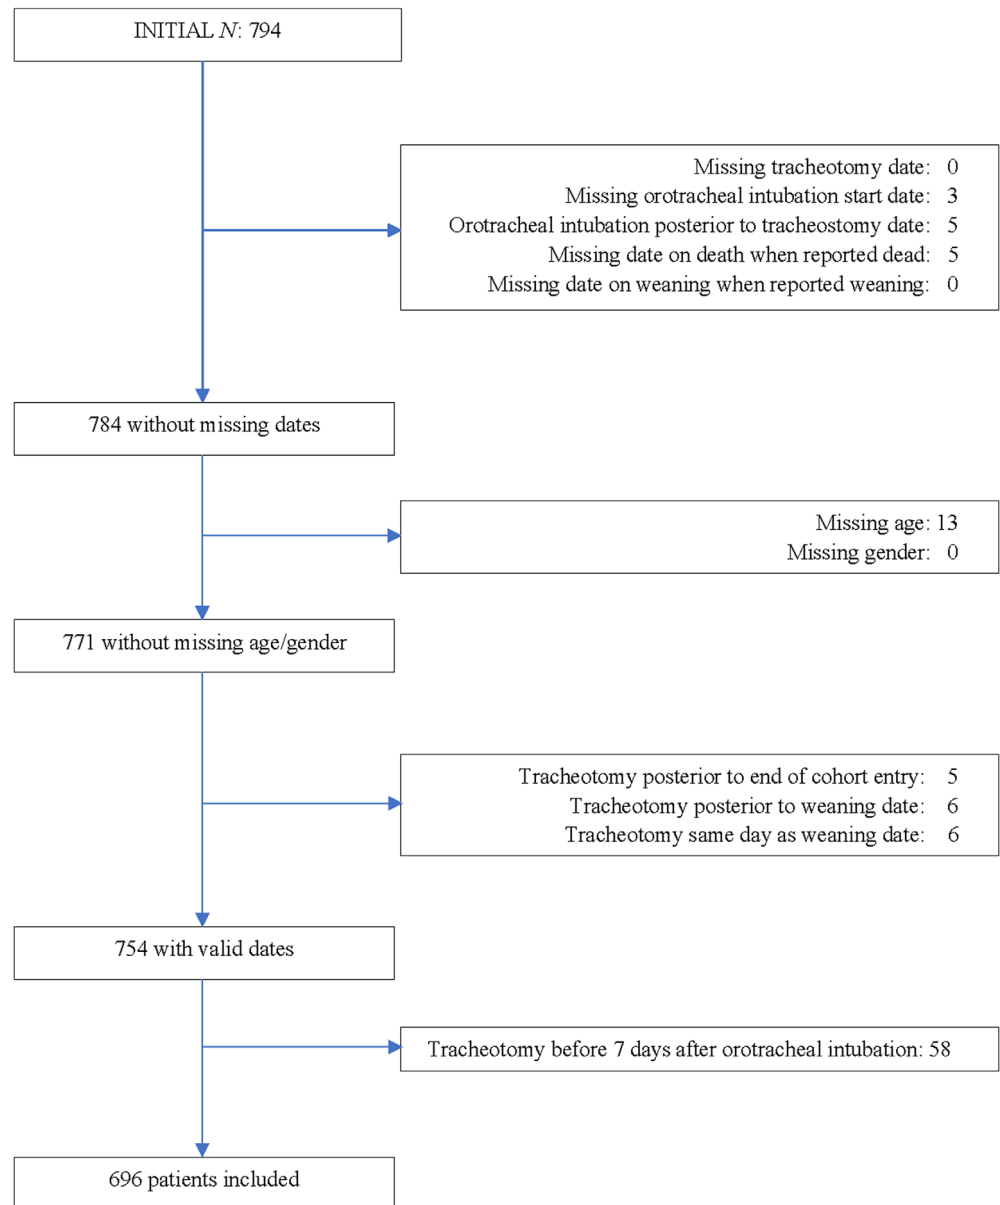 INITIAL N: 794
Missing tracheotomy date: 0
Missing orotracheal intubation start date: 3
Orotracheal intubation posterior to tracheostomy date: 5
Missing date on death when reported dead: 5
Missing date on weaning when reported weaning: 0
784 without missing dates
Missing age: 13
Missing gender: 0
771 without missing age/gender
Tracheotomy posterior to end of cohort entry: 5
Tracheotomy posterior to weaning date: 6
Tracheotomy same day as weaning date: 6
754 with valid dates
Tracheotomy before 7 days after orotracheal intubation: 58
696 patients included